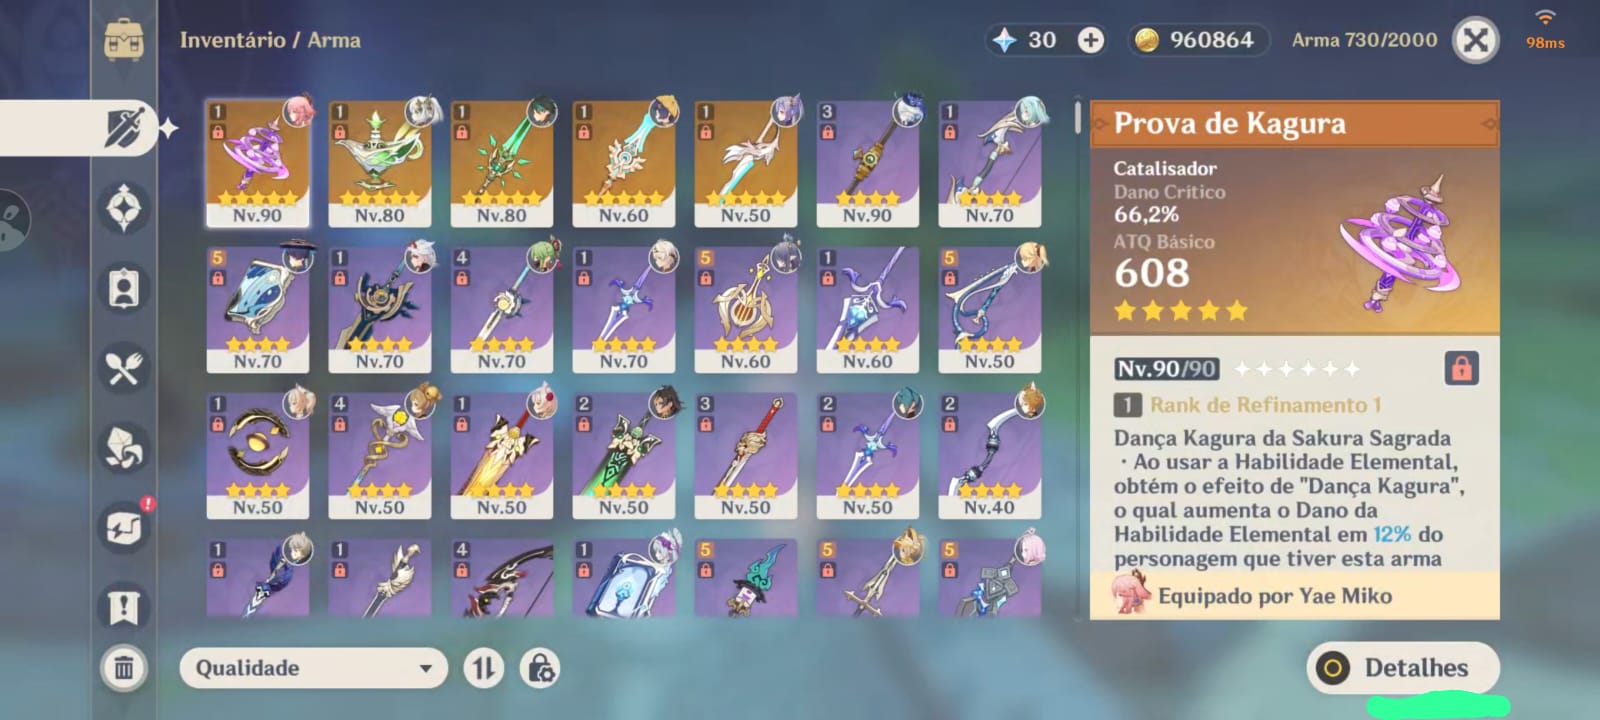 Inventário / Arma
30
960864
Arma 730/2000
98ms
1
Nv.90
1
Nv.80
1
Nv.80
1
Nv.60
1
Nv.50
3
Nv.90
1
Nv.70
5
Nv.70
1
Nv.70
4
Nv.70
1
Nv.70
5
Nv.60
1
Nv.60
5
Nv.50
1
Nv.50
4
Nv.50
1
Nv.50
2
Nv.50
3
Nv.50
2
Nv.50
2
Nv.40
1
1
4
1
5
5
5
Prova de Kagura
Catalisador
Dano Crítico
66,2%
ATQ Básico
608
Nv.90/90
1 Rank de Refinamento 1
Dança Kagura da Sakura Sagrada
· Ao usar a Habilidade Elemental,
obtém o efeito de "Dança Kagura",
o qual aumenta o Dano da
Habilidade Elemental em 12% do
personagem que tiver esta arma
Equipado por Yae Miko
Qualidade
Detalhes